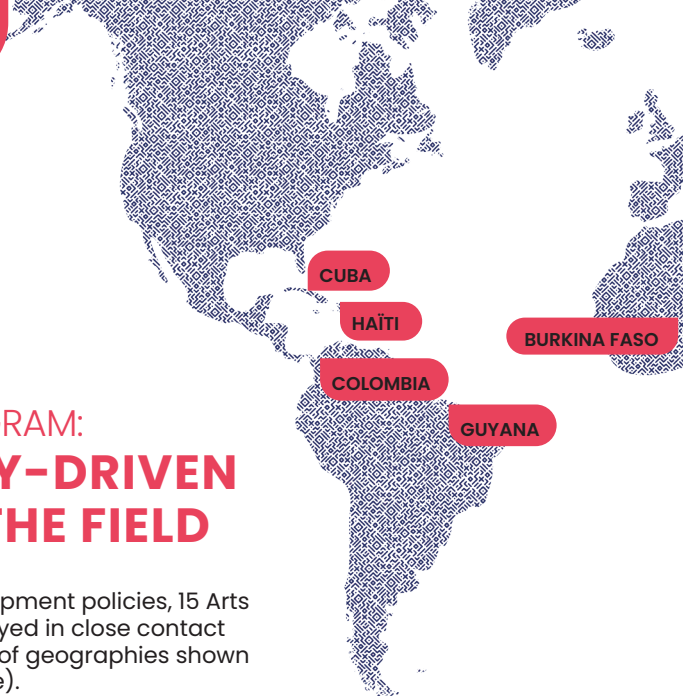 CUBA
HAÏTI
BURKINA FASO
COLOMBIA
GUYANA
RAM:
Y-DRIVEN
THE FIELD
pment policies, 15 Arts
yed in close contact
of geographies shown
e).